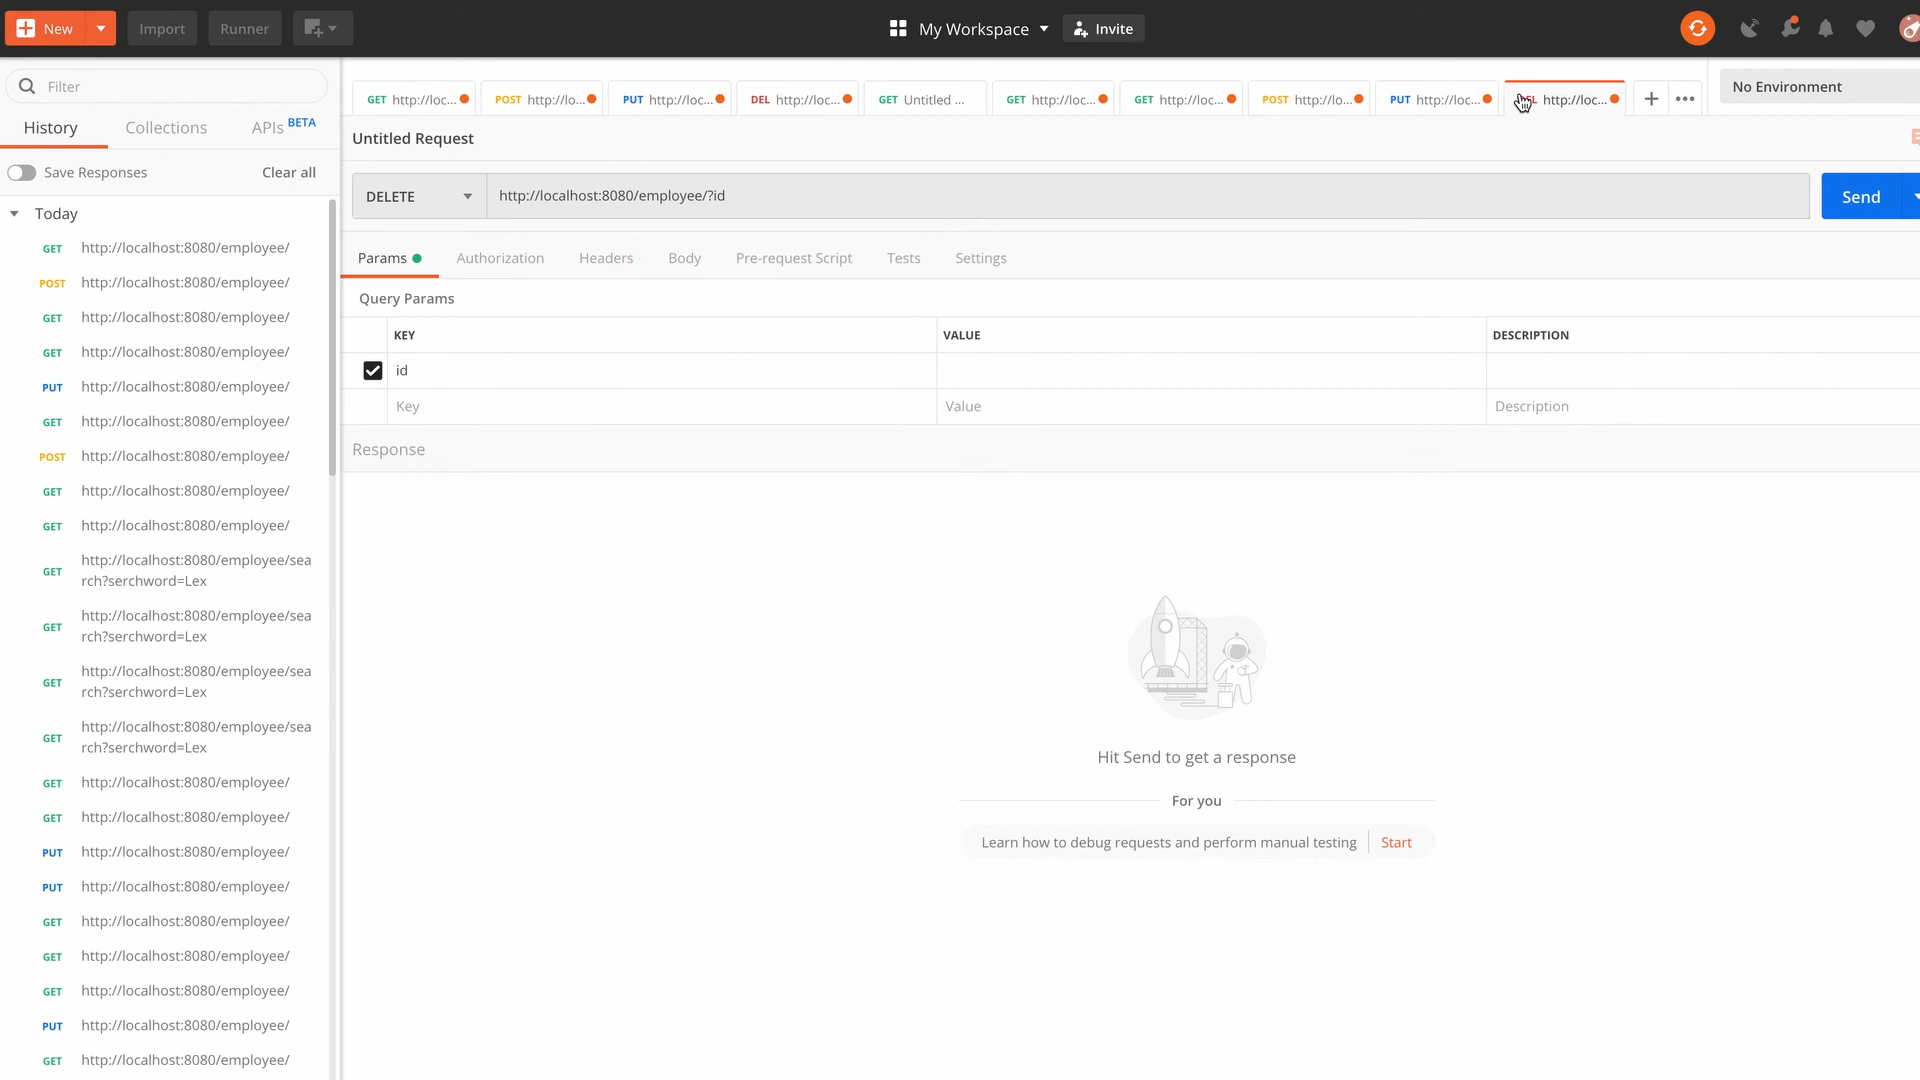 New
Import
Runner
My Workspace
Invite
Filter
History
Collections
APIs BETA
Save Responses
Clear all
Today
GET http://localhost:8080/employee/
POST http://localhost:8080/employee/
GET http://localhost:8080/employee/
GET http://localhost:8080/employee/
PUT http://localhost:8080/employee/
GET http://localhost:8080/employee/
POST http://localhost:8080/employee/
GET http://localhost:8080/employee/
GET http://localhost:8080/employee/
GET http://localhost:8080/employee/sea
rch?serchword=Lex
GET http://localhost:8080/employee/sea
rch?serchword=Lex
GET http://localhost:8080/employee/sea
rch?serchword=Lex
GET http://localhost:8080/employee/sea
rch?serchword=Lex
GET http://localhost:8080/employee/
GET http://localhost:8080/employee/
PUT http://localhost:8080/employee/
PUT http://localhost:8080/employee/
GET http://localhost:8080/employee/
GET http://localhost:8080/employee/
GET http://localhost:8080/employee/
PUT http://localhost:8080/employee/
GET http://localhost:8080/employee/
GET http://loc...
POST http://lo...
PUT http://loc...
DEL http://loc...
GET Untitled ...
GET http://loc...
GET http://loc...
POST http://lo...
PUT http://loc...
http://loc...
No Environment
Untitled Request
DELETE
http://localhost:8080/employee/?id
Send
Params
Authorization
Headers
Body
Pre-request Script
Tests
Settings
Query Params
KEY
VALUE
DESCRIPTION
id
Key
Value
Description
Response
Hit Send to get a response
For you
Learn how to debug requests and perform manual testing
Start